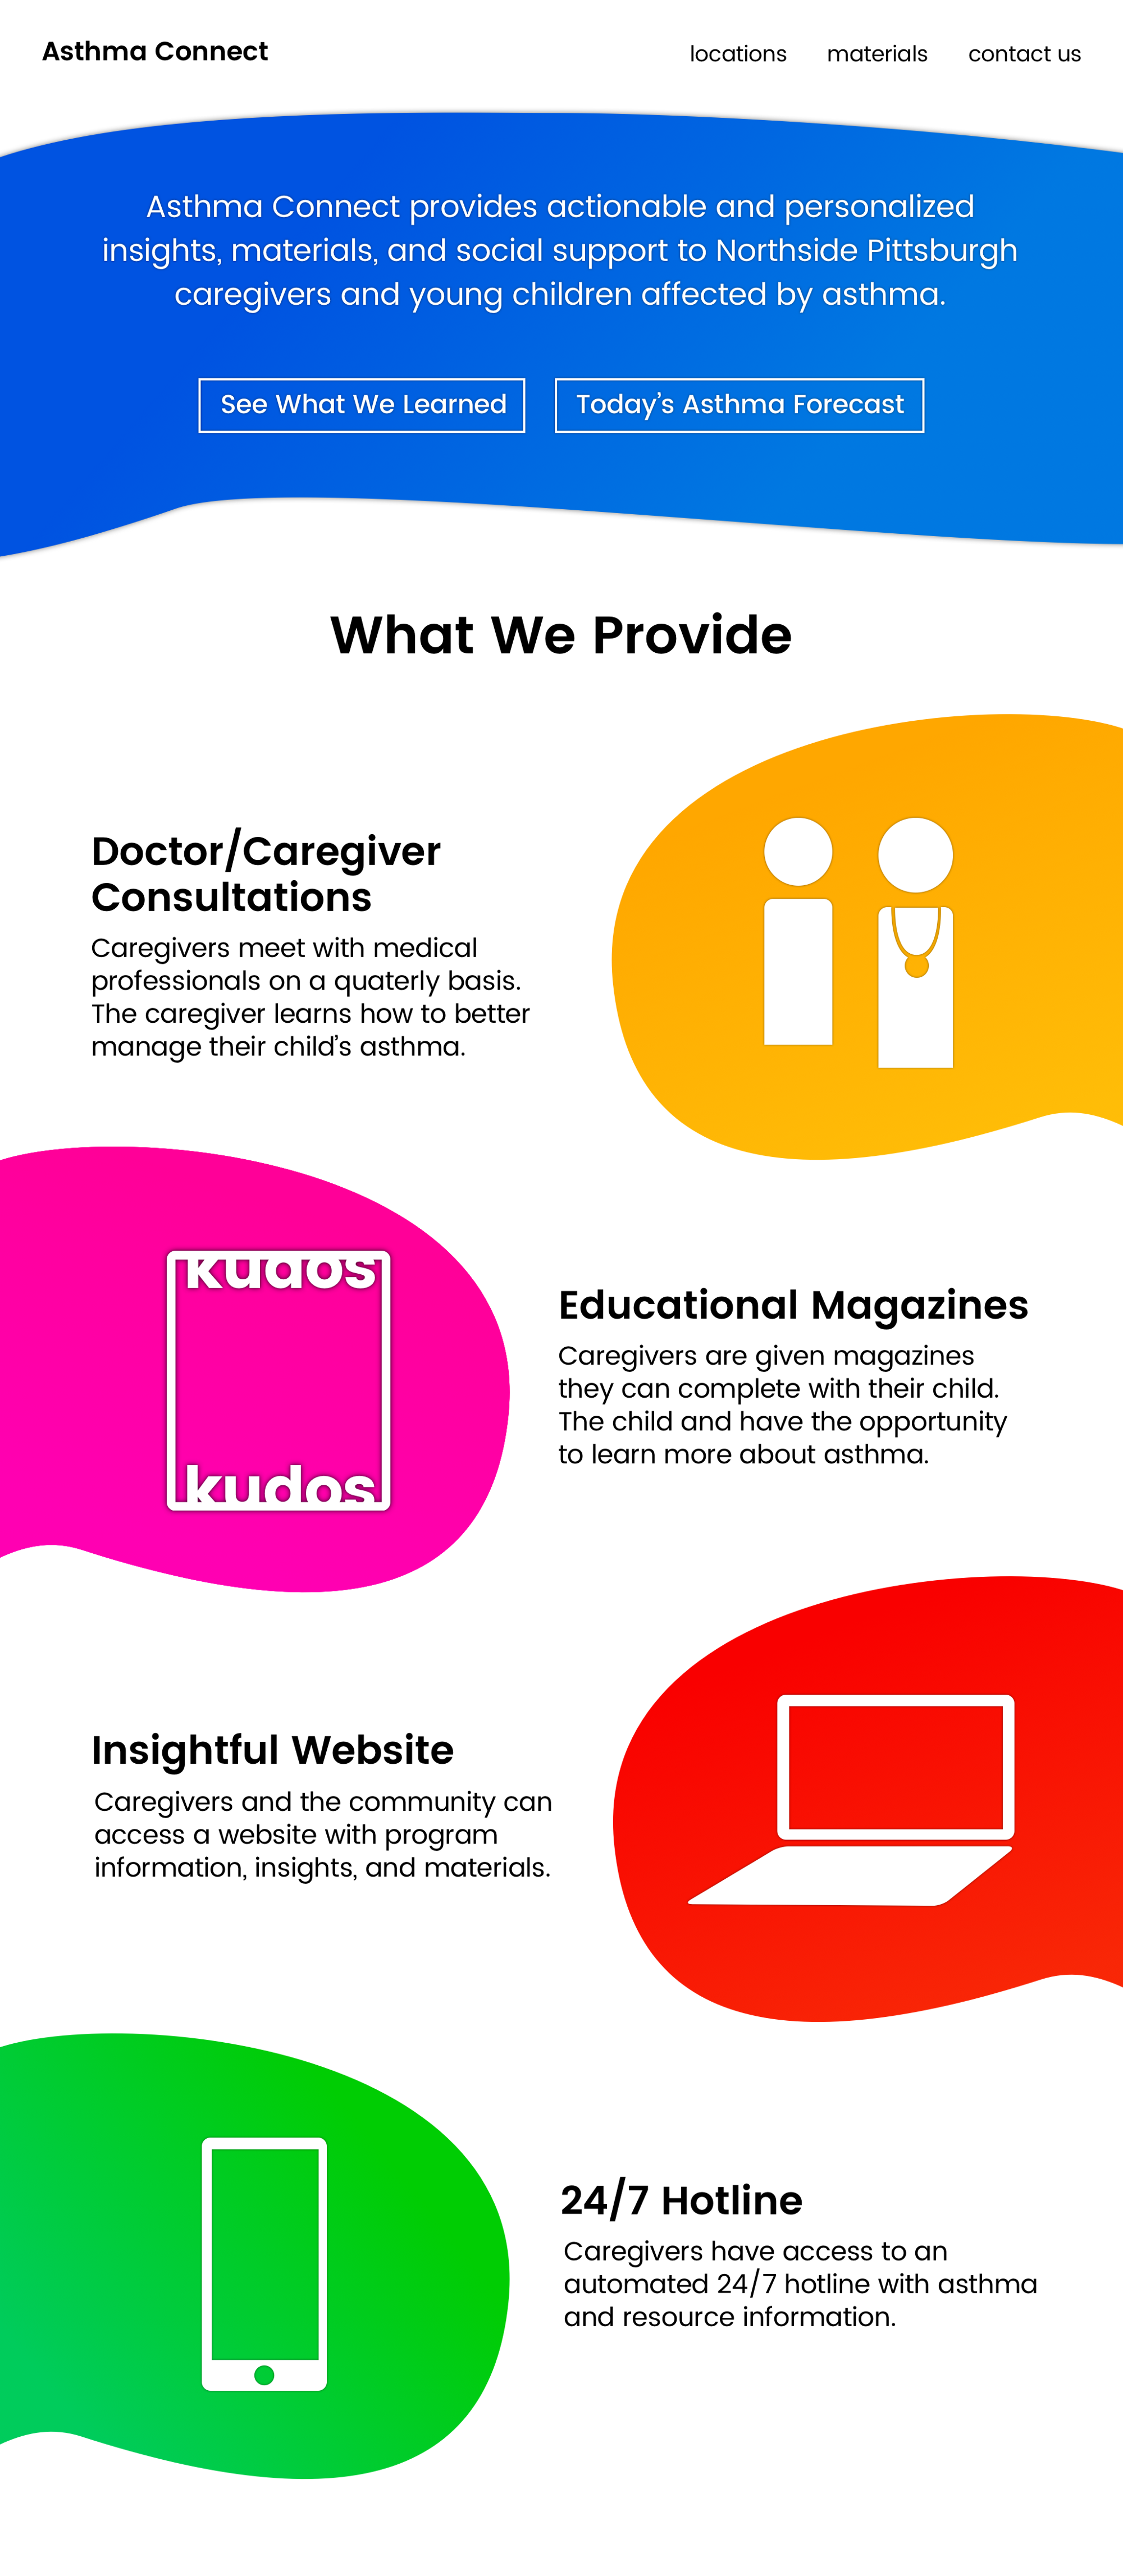 Asthma Connect
locations materials contact us
Asthma Connect provides actionable and personalized
insights, materials, and social support to Northside Pittsburgh
caregivers and young children affected by asthma.
See What We Learned
Today’s Asthma Forecast
What We Provide
Doctor/Caregiver
Consultations
Caregivers meet with medical
professionals on a quaterly basis.
The caregiver learns how to better
manage their child’s asthma.
kudos
kudos
Educational Magazines
Caregivers are given magazines
they can complete with their child.
The child and have the opportunity
to learn more about asthma.
Insightful Website
Caregivers and the community can
access a website with program
information, insights, and materials.
24/7 Hotline
Caregivers have access to an
automated 24/7 hotline with asthma
and resource information.